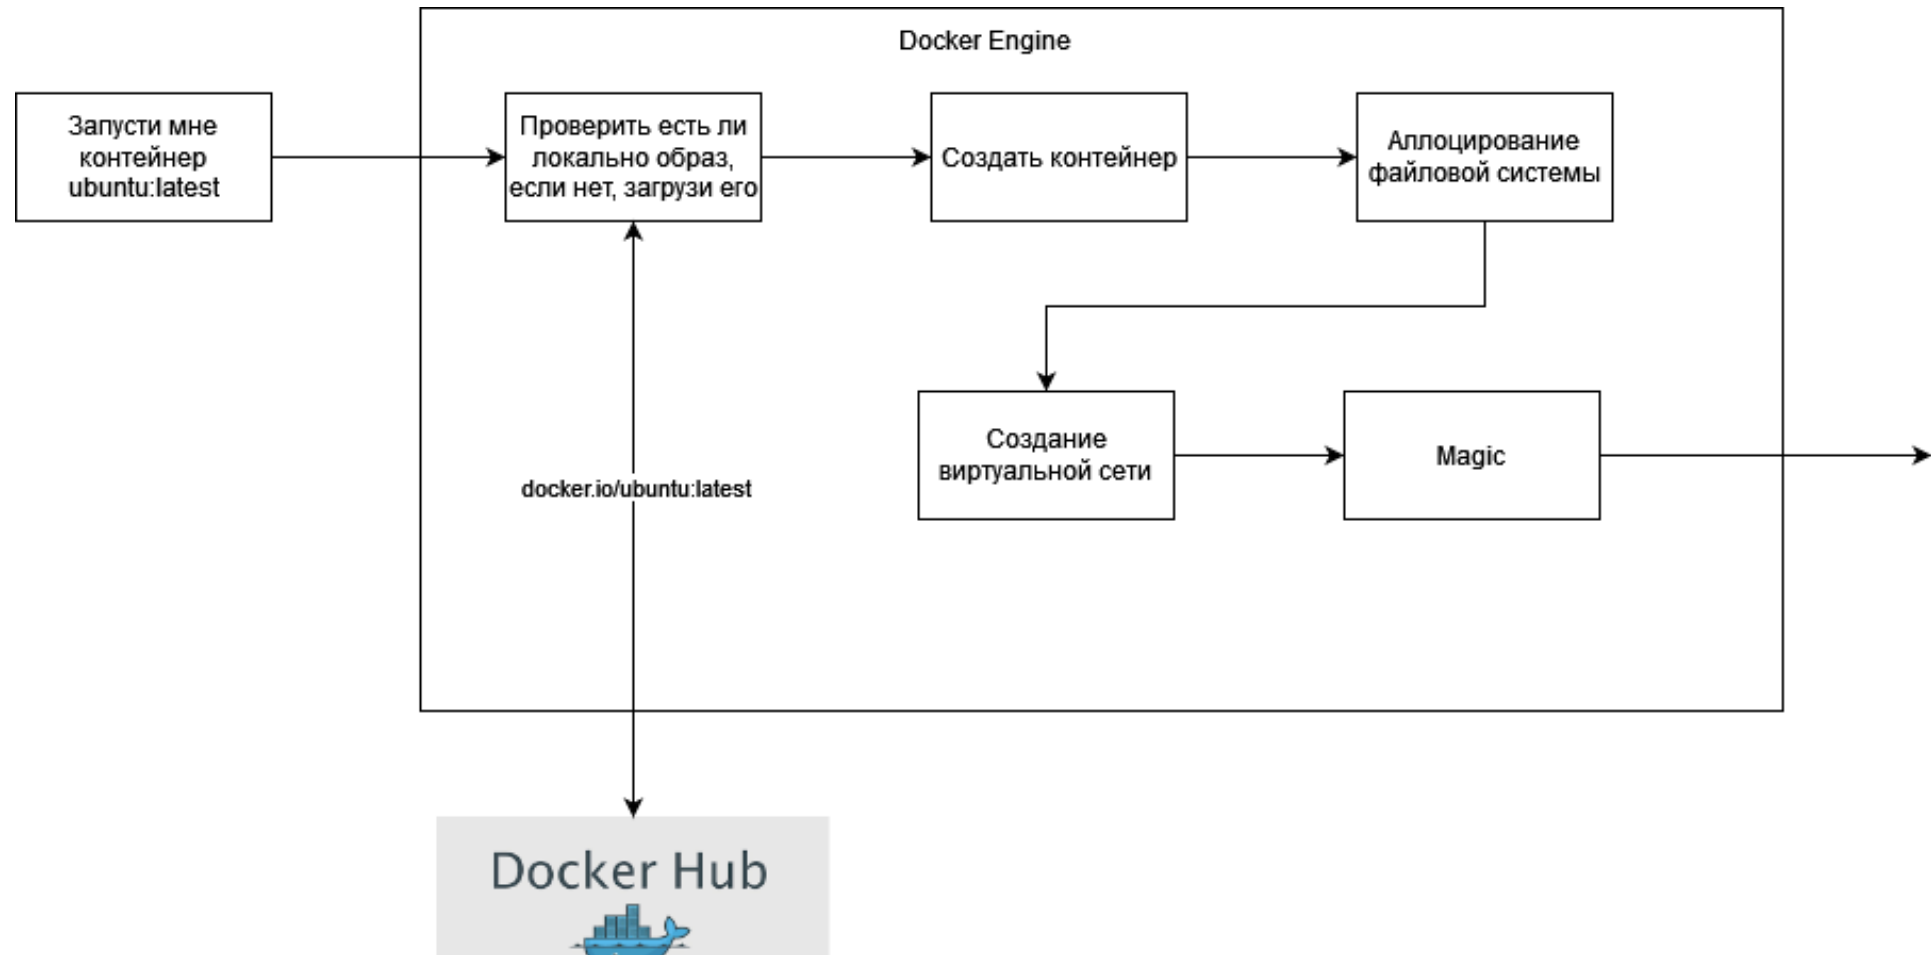 Docker Engine
Запусти мне
контейнер
ubuntu:latest
Проверить есть ли
локально образ,
если нет, загрузи его
Создать контейнер
Аллоцирование
файловой системы
Создание
виртуальной сети
Magic
docker.io/ubuntu:latest
Docker Hub